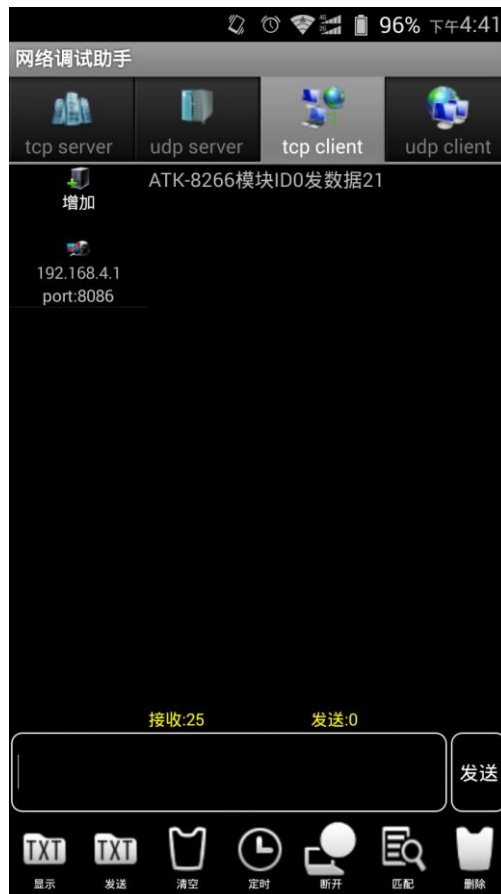 4G
2G
96% 下午4:41
网络调试助手
tcp server
udp server
tcp client
udp client
增加
ATK-8266模块ID0发数据21
192.168.4.1
port:8086
接收:25
发送:0
发送
TXT
TXT
显示
发送
清空
定时
断开
匹配
删除